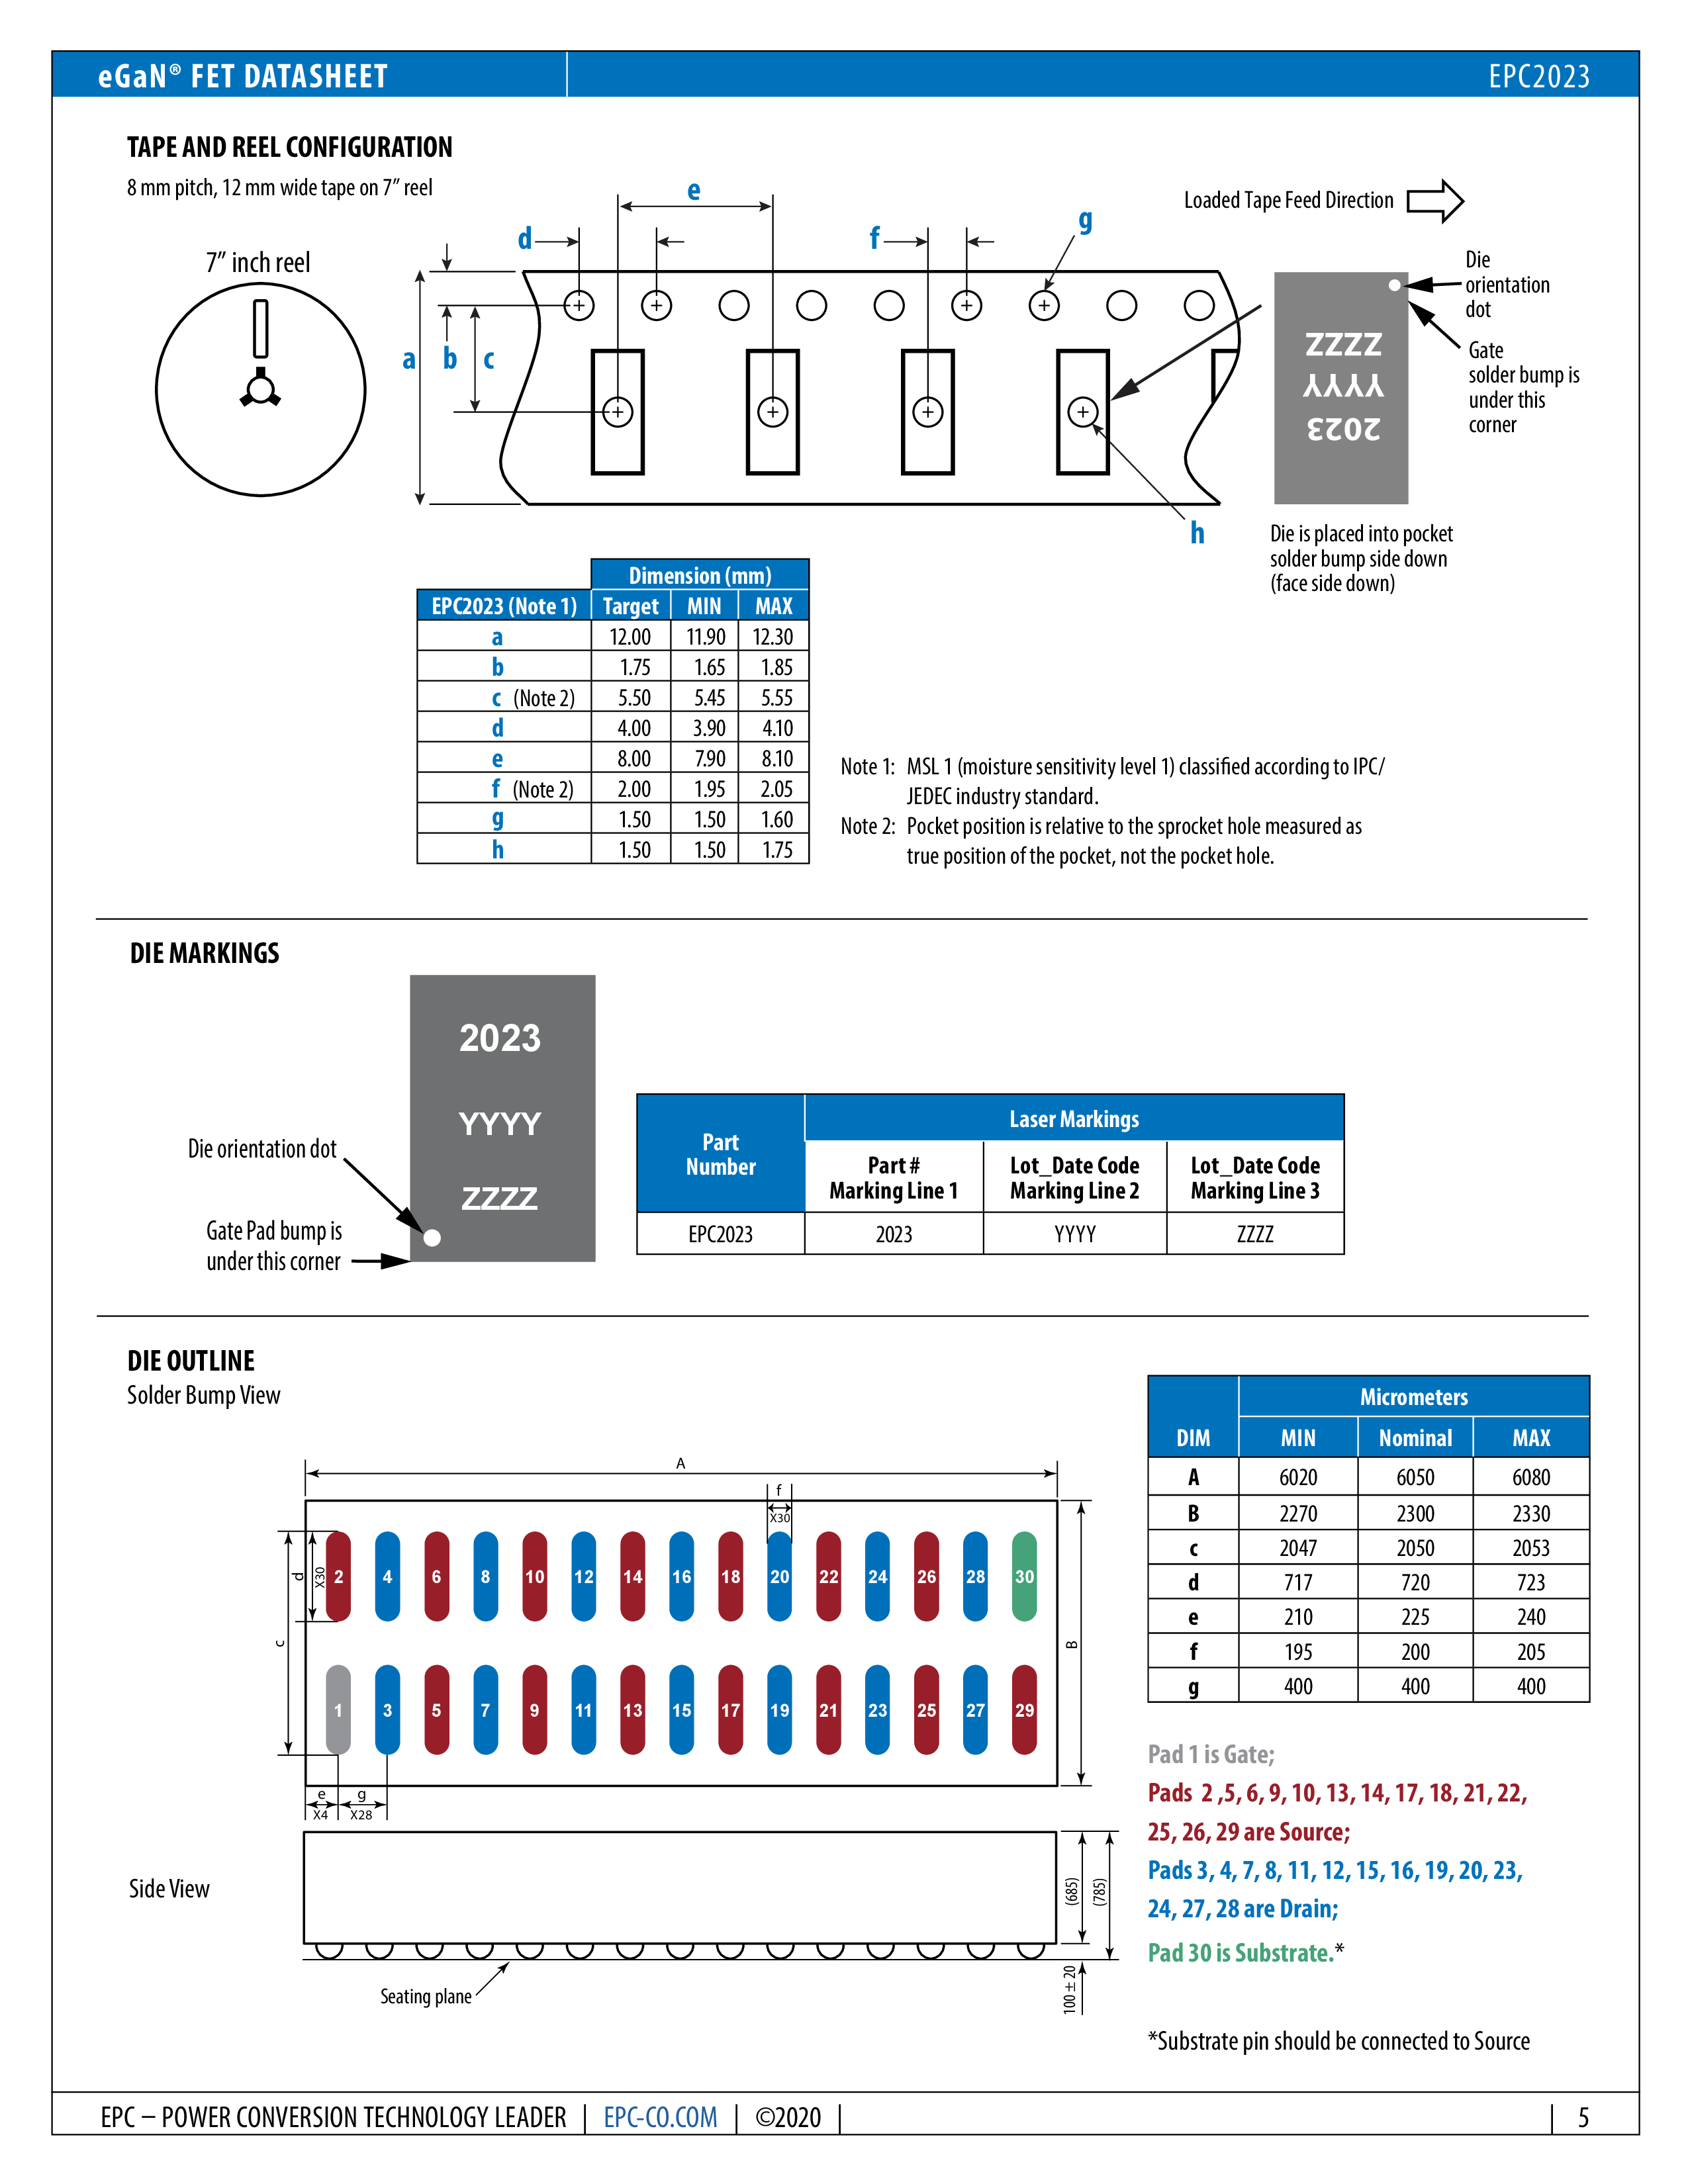 eGaN® FET DATASHEET
EPC2023
TAPE AND REEL CONFIGURATION
8 mm pitch, 12 mm wide tape on 7” reel
7” inch reel
a
b
c
d
e
f
g
h
Loaded Tape Feed Direction
Die
orientation
dot
Gate
solder bump is
under this
corner
ZZZZ
YYYY
2023
Die is placed into pocket
solder bump side down
(face side down)
Dimension (mm)
EPC2023 (Note 1) Target MIN MAX
a 12.00 11.90 12.30
b 1.75 1.65 1.85
c (Note 2) 5.50 5.45 5.55
d 4.00 3.90 4.10
e 8.00 7.90 8.10
f (Note 2) 2.00 1.95 2.05
g 1.50 1.50 1.60
h 1.50 1.50 1.75
Note 1: MSL 1 (moisture sensitivity level 1) classified according to IPC/
JEDEC industry standard.
Note 2: Pocket position is relative to the sprocket hole measured as
true position of the pocket, not the pocket hole.
DIE MARKINGS
2023
YYYY
ZZZZ
Die orientation dot
Gate Pad bump is
under this corner
Part
Number
Laser Markings
Part #
Marking Line 1
Lot_Date Code
Marking Line 2
Lot_Date Code
Marking Line 3
EPC2023 2023 YYYY ZZZZ
DIE OUTLINE
Solder Bump View
A
f
X30
d
X30
c
B
2 4 6 8 10 12 14 16 18 20 22 24 26 28 30
1 3 5 7 9 11 13 15 17 19 21 23 25 27 29
e
X4
g
X28
Side View
(685)
(785)
100 ± 20
Seating plane
DIM
Micrometers
MIN Nominal MAX
A 6020 6050 6080
B 2270 2300 2330
c 2047 2050 2053
d 717 720 723
e 210 225 240
f 195 200 205
g 400 400 400
Pad 1 is Gate;
Pads 2 ,5, 6, 9, 10, 13, 14, 17, 18, 21, 22,
25, 26, 29 are Source;
Pads 3, 4, 7, 8, 11, 12, 15, 16, 19, 20, 23,
24, 27, 28 are Drain;
Pad 30 is Substrate.*
*Substrate pin should be connected to Source
EPC – POWER CONVERSION TECHNOLOGY LEADER | EPC-CO.COM | ©2020 | | 5